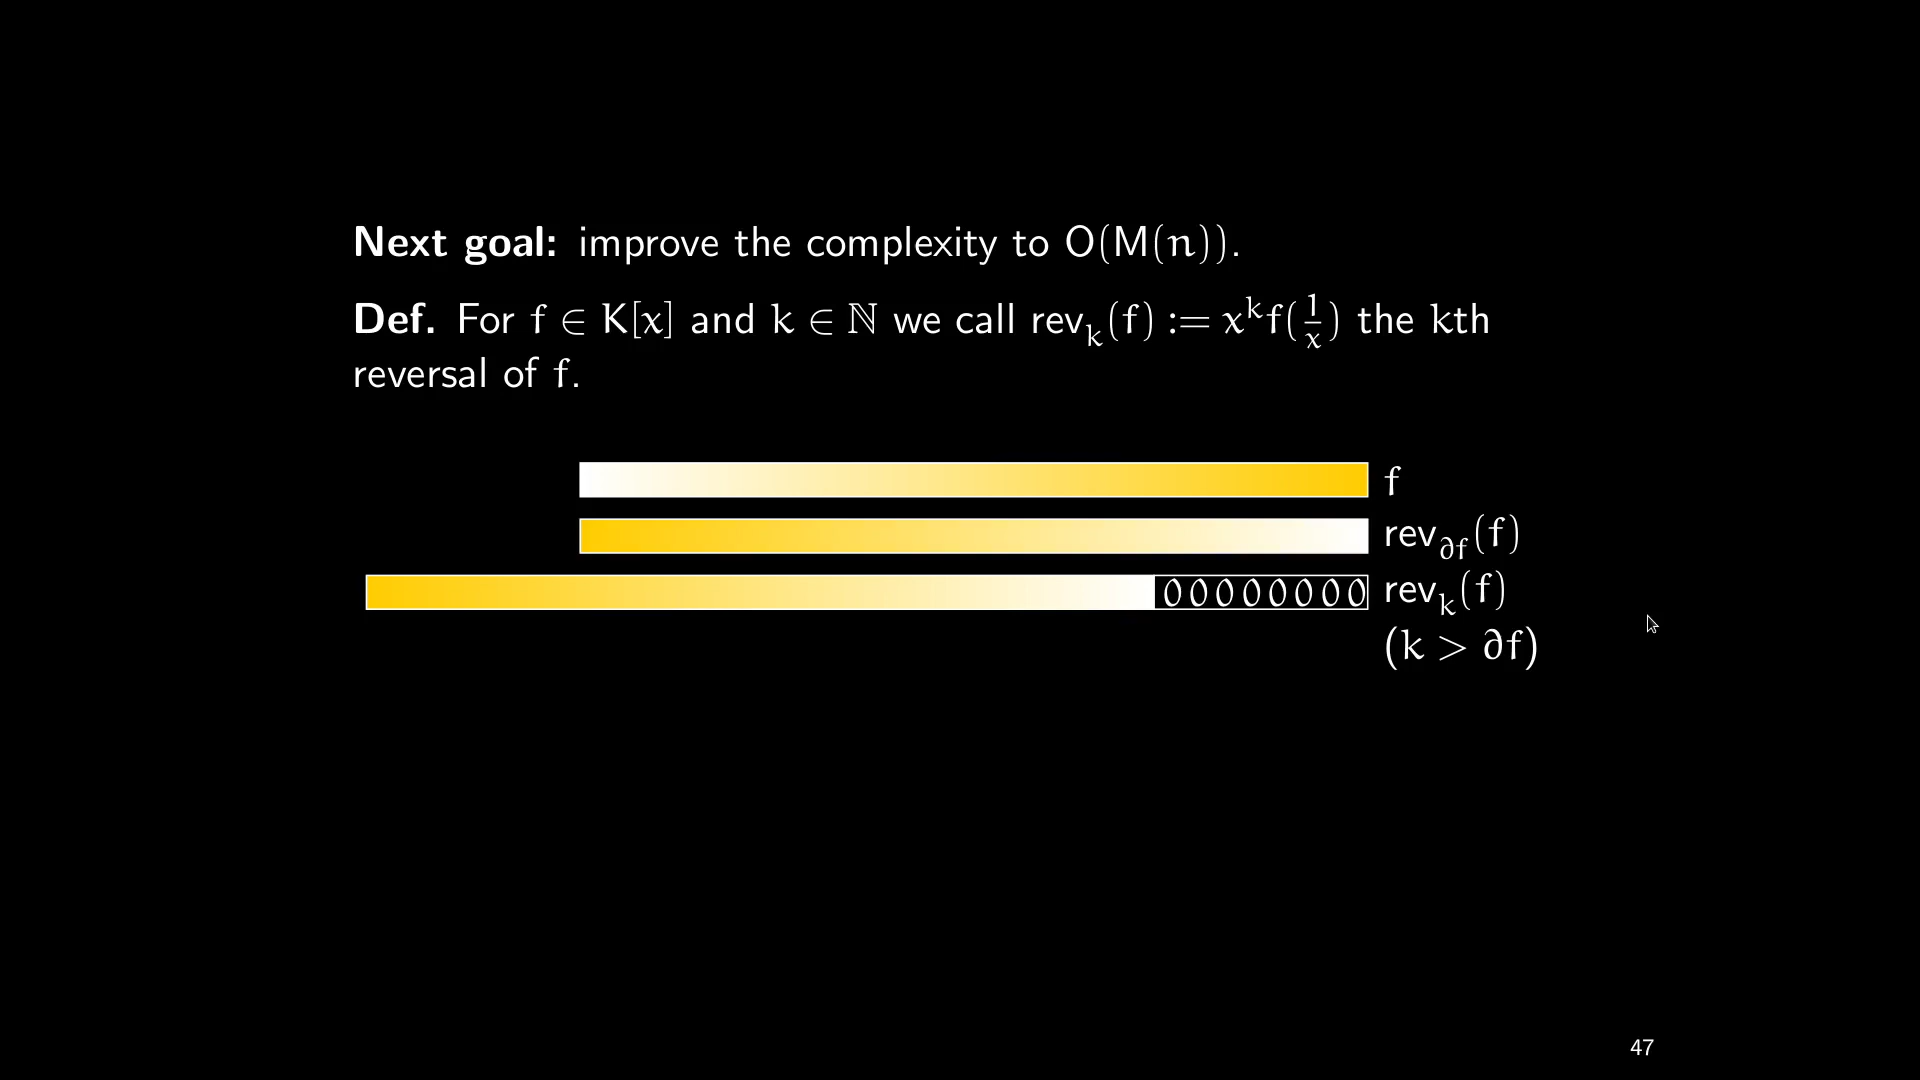 Next goal: improve the complexity to O(M(n)).
Def. For f ∈ K[x] and k ∈ ℕ we call rev_k(f) := x^k f(1/x) the kth
reversal of f.
f
rev_∂f(f)
00000000 rev_k(f)
(k > ∂f)
47